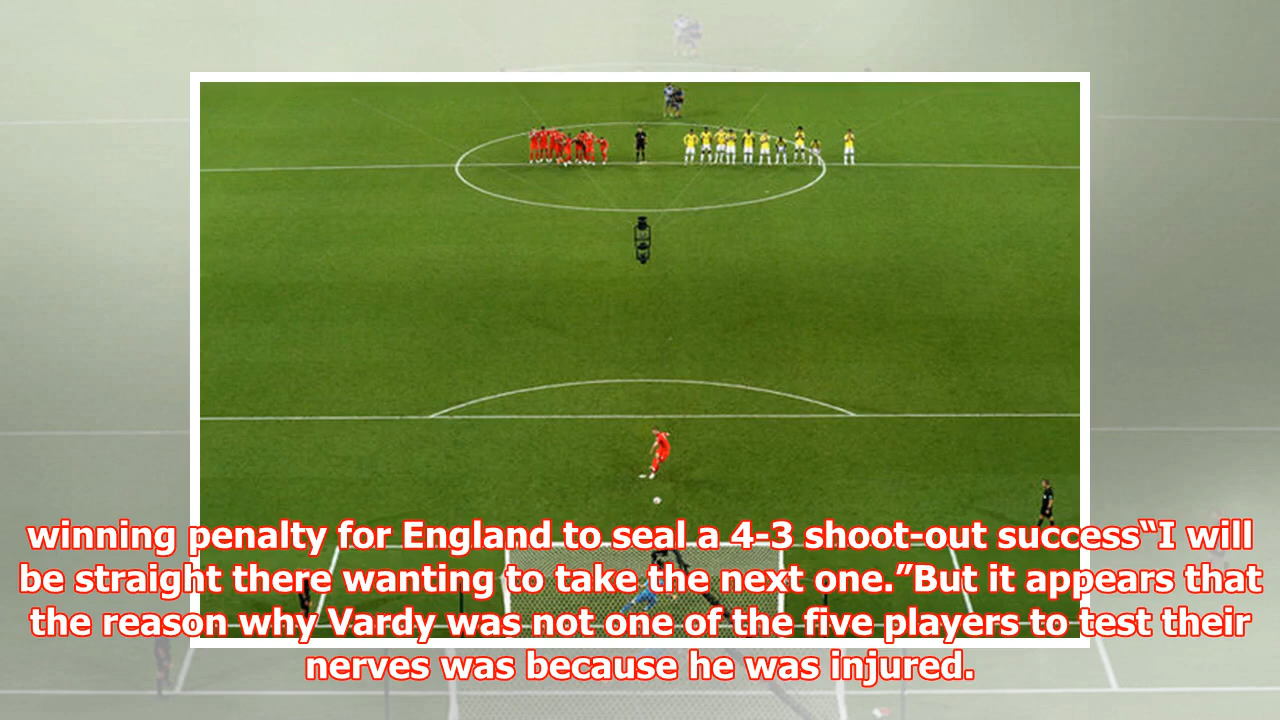 winning penalty for England to seal a 4-3 shoot-out success“I will
be straight there wanting to take the next one.”But it appears that
the reason why Vardy was not one of the five players to test their
nerves was because he was injured.